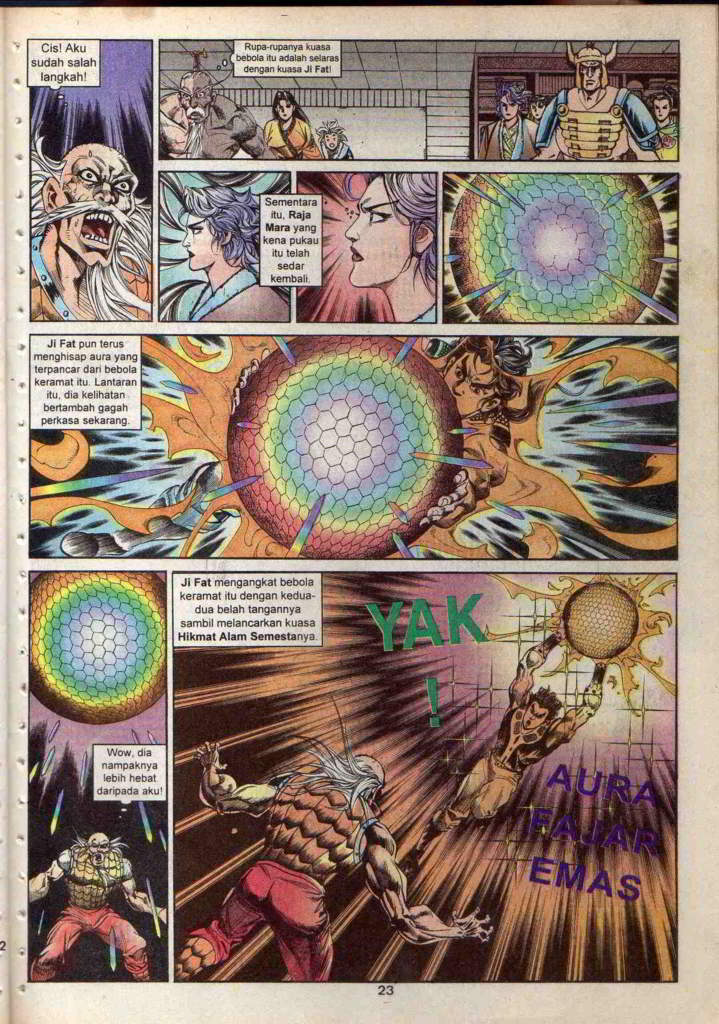 Cis! Aku
sudah salah
langkah!
Rupa-rupanya kuasa
bebola itu adalah selaras
dengan kuasa Ji Fat!
Sementara
itu, Raja
Mara yang
kena pukau
itu telah
sedar
kembali.
Ji Fat pun terus
menghisap aura yang
terpancar dari bebola
keramat itu. Lantaran
itu, dia kelihatan
bertambah gagah
perkasa sekarang.
Wow, dia
nampaknya
lebih hebat
daripada aku!
Ji Fat mengangkat bebola
keramat itu dengan kedua-
dua belah tangannya
sambil melancarkan kuasa
Hikmat Alam Semestanya.
YAK
!
AURA
FAJAR
EMAS
2
23